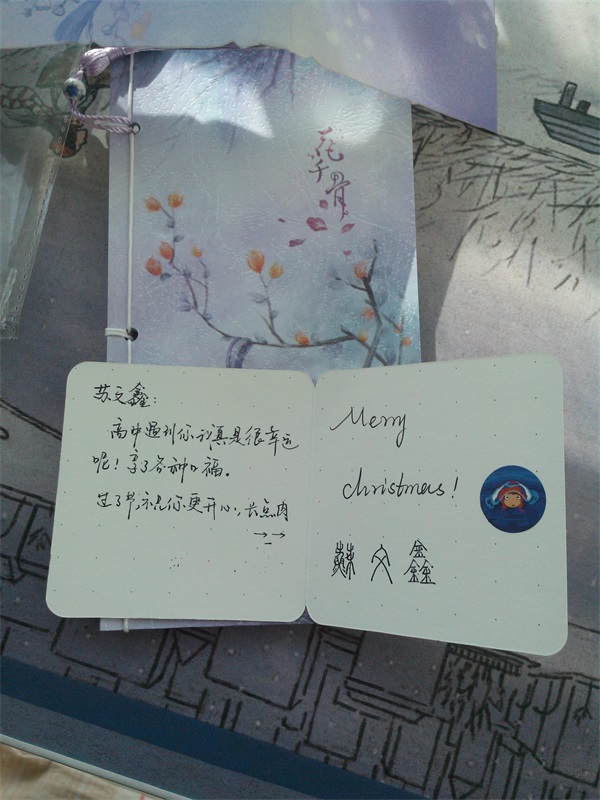 花千骨
苏文鑫：
高中遇到你认真是很幸运
呢！享了各种口福。
过了节，祝你更开心，长点肉
→_→
Merry
christmas!
蘇文鑫